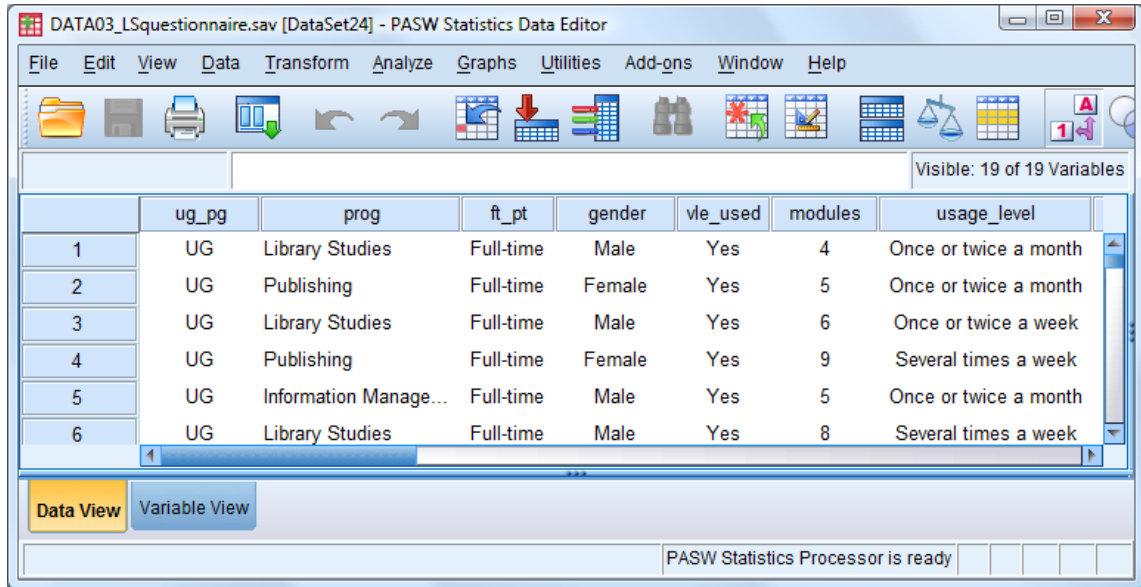 DATA03_LSquestionnaire.sav [DataSet24] - PASW Statistics Data Editor
File Edit View Data Transform Analyze Graphs Utilities Add-ons Window Help
A
1
Visible: 19 of 19 Variables
ug_pg prog ft_pt gender vle_used modules usage_level
1 UG Library Studies Full-time Male Yes 4 Once or twice a month
2 UG Publishing Full-time Female Yes 5 Once or twice a month
3 UG Library Studies Full-time Male Yes 6 Once or twice a week
4 UG Publishing Full-time Female Yes 9 Several times a week
5 UG Information Manage... Full-time Male Yes 5 Once or twice a month
6 UG Library Studies Full-time Male Yes 8 Several times a week
Data View Variable View
PASW Statistics Processor is ready